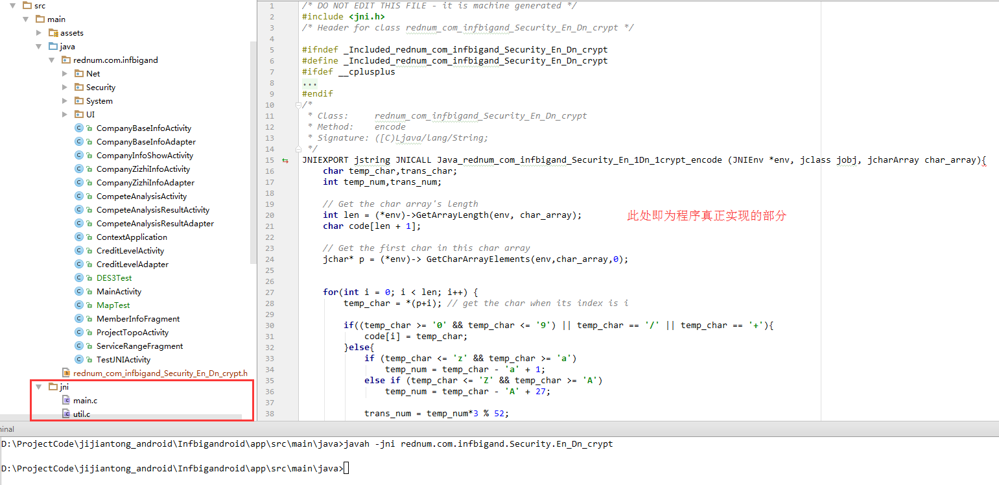 src
main
assets
java
rednum.com.infbigand
Net
Security
System
UI
CompanyBaseInfoActivity
CompanyBaseInfoAdapter
CompanyInfoShowActivity
CompanyZizhiInfoActivity
CompanyZizhiInfoAdapter
CompeteAnalysisActivity
CompeteAnalysisResultActivity
CompeteAnalysisResultAdapter
ContextApplication
CreditLevelActivity
CreditLevelAdapter
DES3Test
MainActivity
MapTest
MemberInfoFragment
ProjectTopoActivity
ServiceRangeFragment
TestJNIActivity
rednum_com_infbigand_Security_En_Dn_crypt.h
jni
main.c
util.c
1 /* DO NOT EDIT THIS FILE - it is machine generated */
2 #include <jni.h>
3 /* Header for class rednum_com_infbigand_Security_En_Dn_crypt */
4
5 #ifndef _Included_rednum_com_infbigand_Security_En_Dn_crypt
6 #define _Included_rednum_com_infbigand_Security_En_Dn_crypt
7 #ifdef __cplusplus
8 ...
9 #endif
10 /*
11 * Class: rednum_com_infbigand_Security_En_Dn_crypt
12 * Method: encode
13 * Signature: ([C)Ljava/lang/String;
14 */
15 JNIEXPORT jstring JNICALL Java_rednum_com_infbigand_Security_En_1Dn_1crypt_encode (JNIEnv *env, jclass jobj, jcharArray char_array){
16 char temp_char,trans_char;
17 int temp_num,trans_num;
18
19 // Get the char array's length
20 int len = (*env)->GetArrayLength(env, char_array); 此处即为程序真正实现的部分
21 char code[len + 1];
22
23 // Get the first char in this char array
24 jchar* p = (*env)-> GetCharArrayElements(env,char_array,0);
25
26
27 for(int i = 0; i < len; i++) {
28 temp_char = *(p+i); // get the char when its index is i
29
30 if((temp_char >= '0' && temp_char <= '9') || temp_char == '/' || temp_char == '+'){
31 code[i] = temp_char;
32 }else{
33 if (temp_char <= 'z' && temp_char >= 'a')
34 temp_num = temp_char - 'a' + 1;
35 else if (temp_char <= 'Z' && temp_char >= 'A')
36 temp_num = temp_char - 'A' + 27;
37
38 trans_num = temp_num*3 % 52;
minal
D:\ProjectCode\jijiantong_android\Infbigandroid\app\src\main\java>javah -jni rednum.com.infbigand.Security.En_Dn_crypt
D:\ProjectCode\jijiantong_android\Infbigandroid\app\src\main\java>